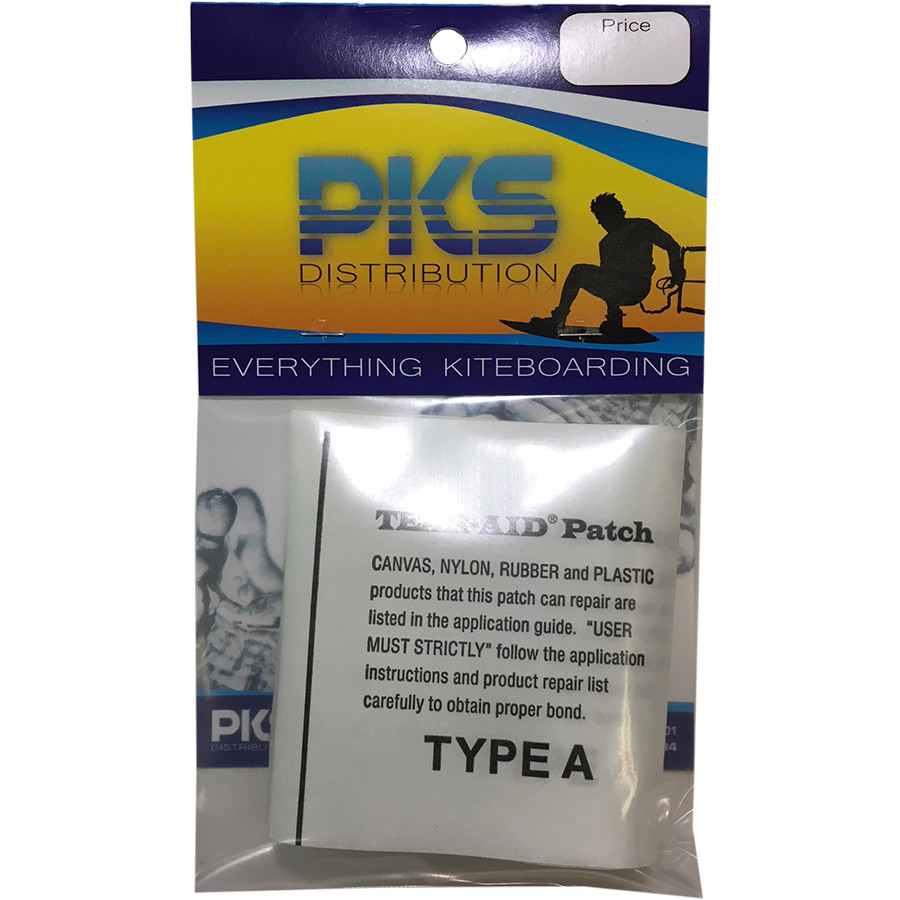 Price
PKS
DISTRIBUTION
EVERYTHING KITEBOARDING
TEAR-AID® Patch
CANVAS, NYLON, RUBBER and PLASTIC
products that this patch can repair are
listed in the application guide. "USER
MUST STRICTLY" follow the application
instructions and product repair list
carefully to obtain proper bond.
TYPE A
PKS
01